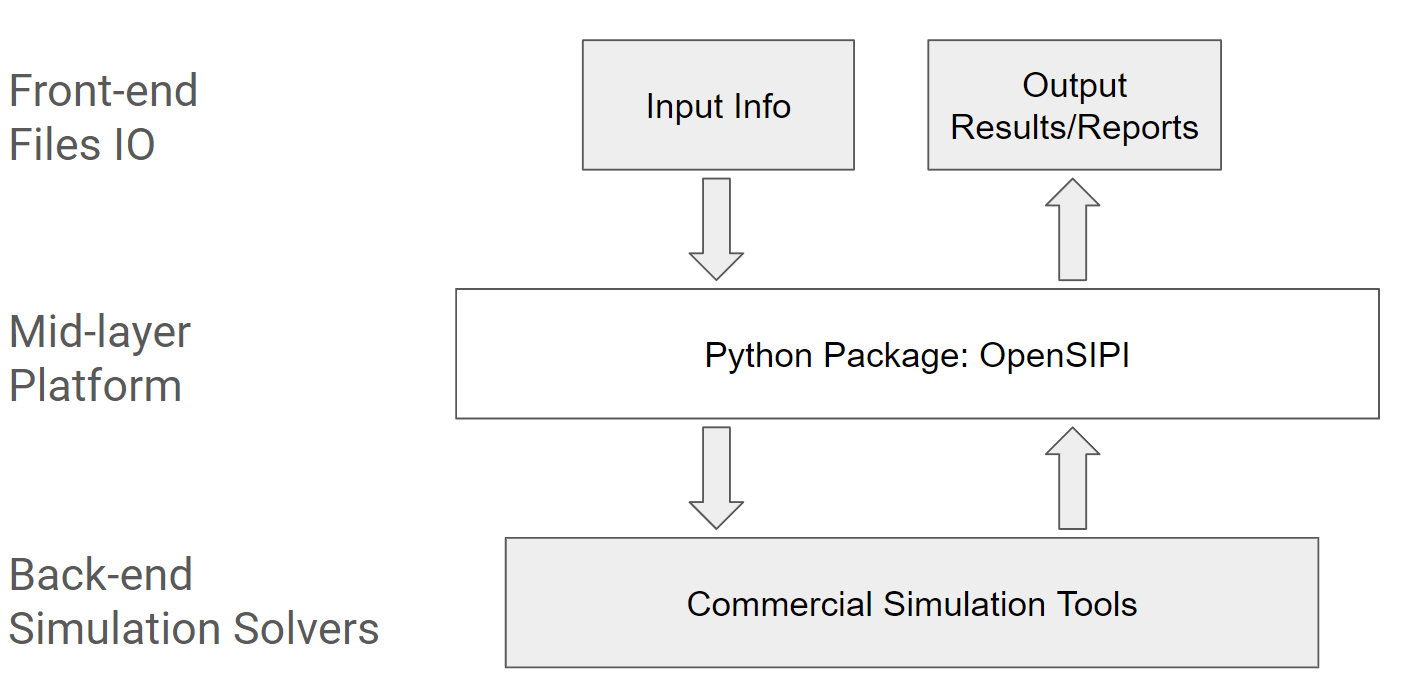 Front-end
Files IO
Input Info
Output
Results/Reports
Mid-layer
Platform
Python Package: OpenSIPI
Back-end
Simulation Solvers
Commercial Simulation Tools